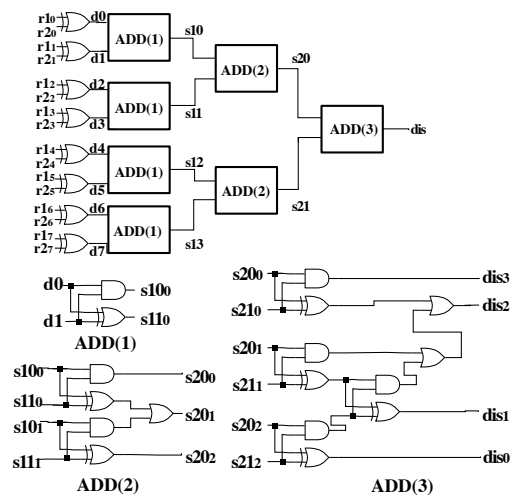 r1₀ d0 s10
r2₀ ADD(1)
r1₁ d1 s20
r2₁ ADD(2)
r1₂ d2
r2₂ ADD(1)
r1₃ d3 s11
r2₃ ADD(3) dis
r1₄ d4
r2₄ ADD(1) s12
r1₅ d5 ADD(2)
r2₅ s21
r1₆ d6
r2₆ ADD(1) s13
r1₇ d7
r2₇
d0 s10₀
d1 s11₀
ADD(1)
s10₀ s20₀
s11₀
s10₁ s20₁
s11₁ s20₂
ADD(2)
s20₀ dis3
s21₀ dis2
s20₁
s21₁
dis1
s20₂
s21₂ dis0
ADD(3)